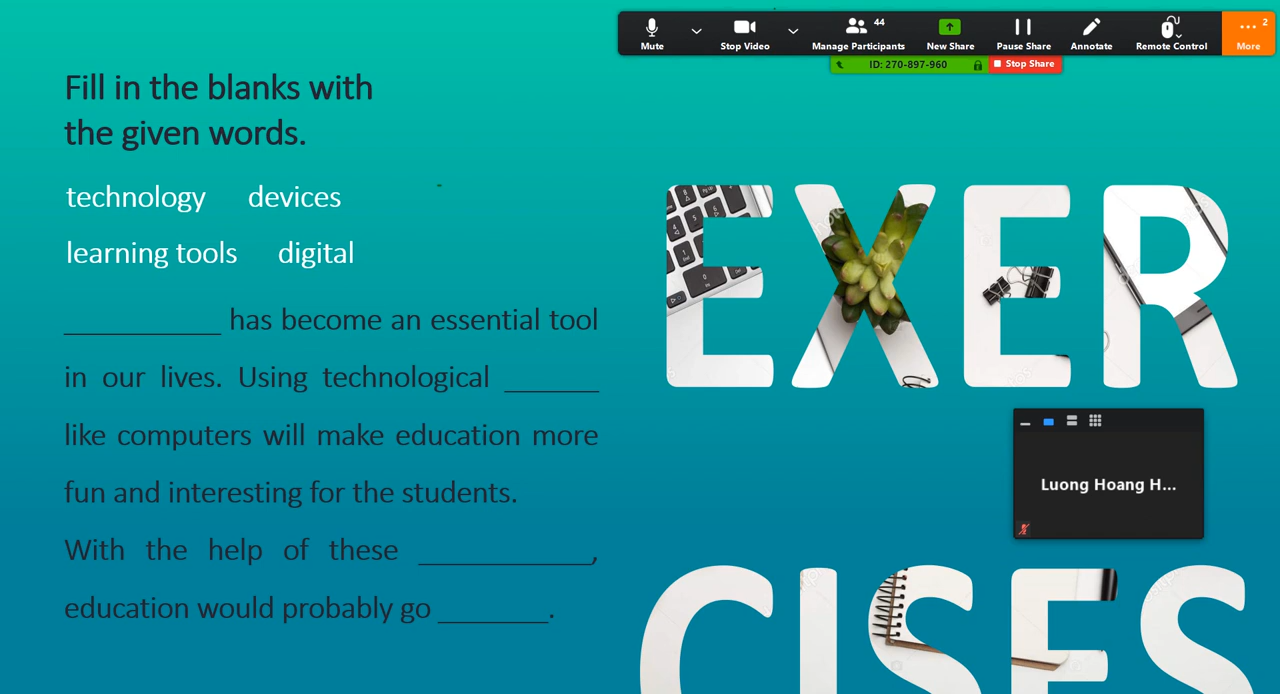 44
2
Mute
Stop Video
Manage Participants
New Share
Pause Share
Annotate
Remote Control
More
ID: 270-897-960
Stop Share
Fill in the blanks with
the given words.
technology devices
learning tools digital
____________ has become an essential tool
in our lives. Using technological _______
like computers will make education more
fun and interesting for the students.
With the help of these _____________,
education would probably go ________.
EXER
Luong Hoang H...
CISES